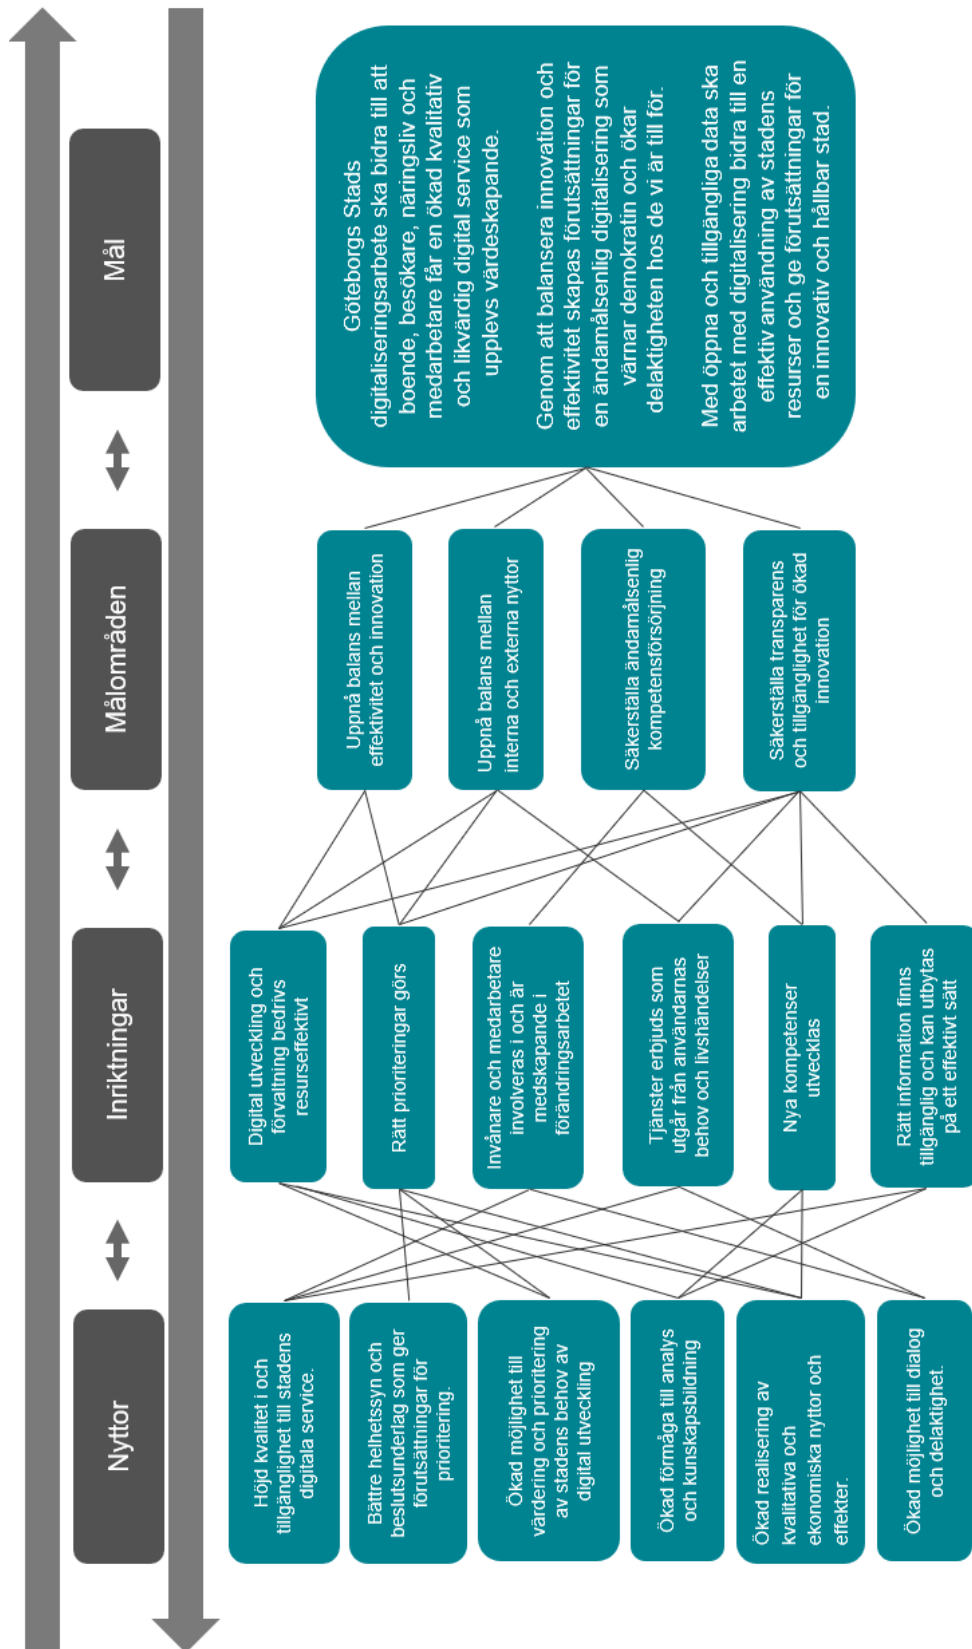 Nyttor
Inriktningar
Målområden
Mål
Höjd kvalitet i och
tillgänglighet till stadens
digitala service.
Bättre helhetssyn och
beslutsunderlag som ger
förutsättningar för
prioritering.
Ökad möjlighet till
värdering och prioritering
av stadens behov av
digital utveckling
Ökad förmåga till analys
och kunskapsbildning
Ökad realisering av
kvalitativa och
ekonomiska nyttor och
effekter.
Ökad möjlighet till dialog
och delaktighet.
Digital utveckling och
förvaltning bedrivs
resurseffektivt
Rätt prioriteringar görs
Invånare och medarbetare
involveras i och är
medskapande i
förändringsarbetet
Tjänster erbjuds som
utgår från användarnas
behov och livshändelser
Nya kompetenser
utvecklas
Rätt information finns
tillgänglig och kan utbytas
på ett effektivt sätt
Uppnå balans mellan
effektivitet och innovation
Uppnå balans mellan
interna och externa nyttor
Säkerställa ändamålsenlig
kompetensförsörjning
Säkerställa transparens
och tillgänglighet för ökad
innovation
Göteborgs Stads
digitaliseringsarbete ska bidra till att
boende, besökare, näringsliv och
medarbetare får en ökad kvalitativ
och likvärdig digital service som
upplevs värdeskapande.
Genom att balansera innovation och
effektivitet skapas förutsättningar för
en ändamålsenlig digitalisering som
värnar demokratin och ökar
delaktigheten hos de vi är till för.
Med öppna och tillgängliga data ska
arbetet med digitalisering bidra till en
effektiv användning av stadens
resurser och ge förutsättningar för
en innovativ och hållbar stad.